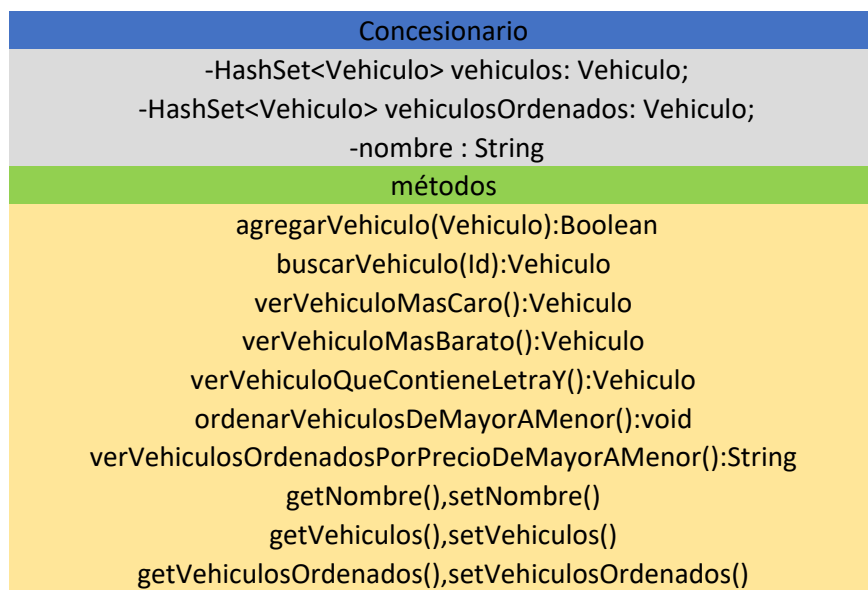 Concesionario
-HashSet<Vehiculo> vehiculos: Vehiculo;
-HashSet<Vehiculo> vehiculosOrdenados: Vehiculo;
-nombre : String
métodos
agregarVehiculo(Vehiculo):Boolean
buscarVehiculo(Id):Vehiculo
verVehiculoMasCaro():Vehiculo
verVehiculoMasBarato():Vehiculo
verVehiculoQueContieneLetraY():Vehiculo
ordenarVehiculosDeMayorAMenor():void
verVehiculosOrdenadosPorPrecioDeMayorAMenor():String
getNombre(),setNombre()
getVehiculos(),setVehiculos()
getVehiculosOrdenados(),setVehiculosOrdenados()